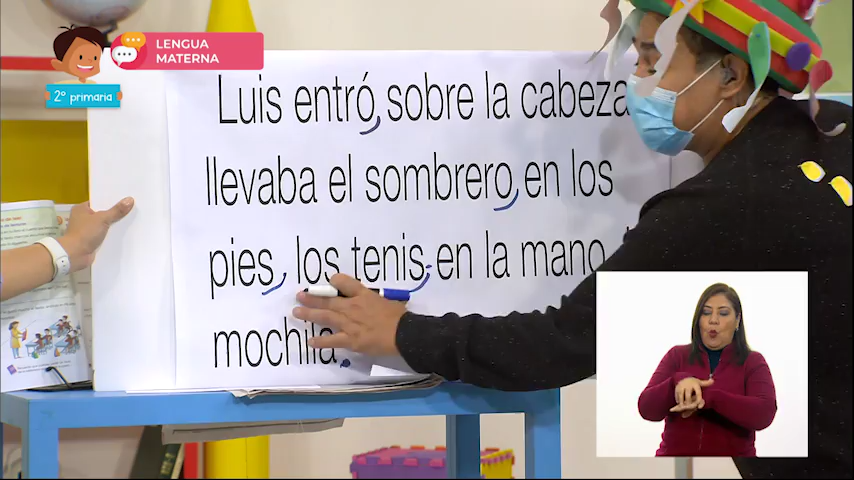 LENGUA
MATERNA
2° primaria
Luis entró, sobre la cabeza
llevaba el sombrero, en los
pies, los tenis, en la mano
mochila.